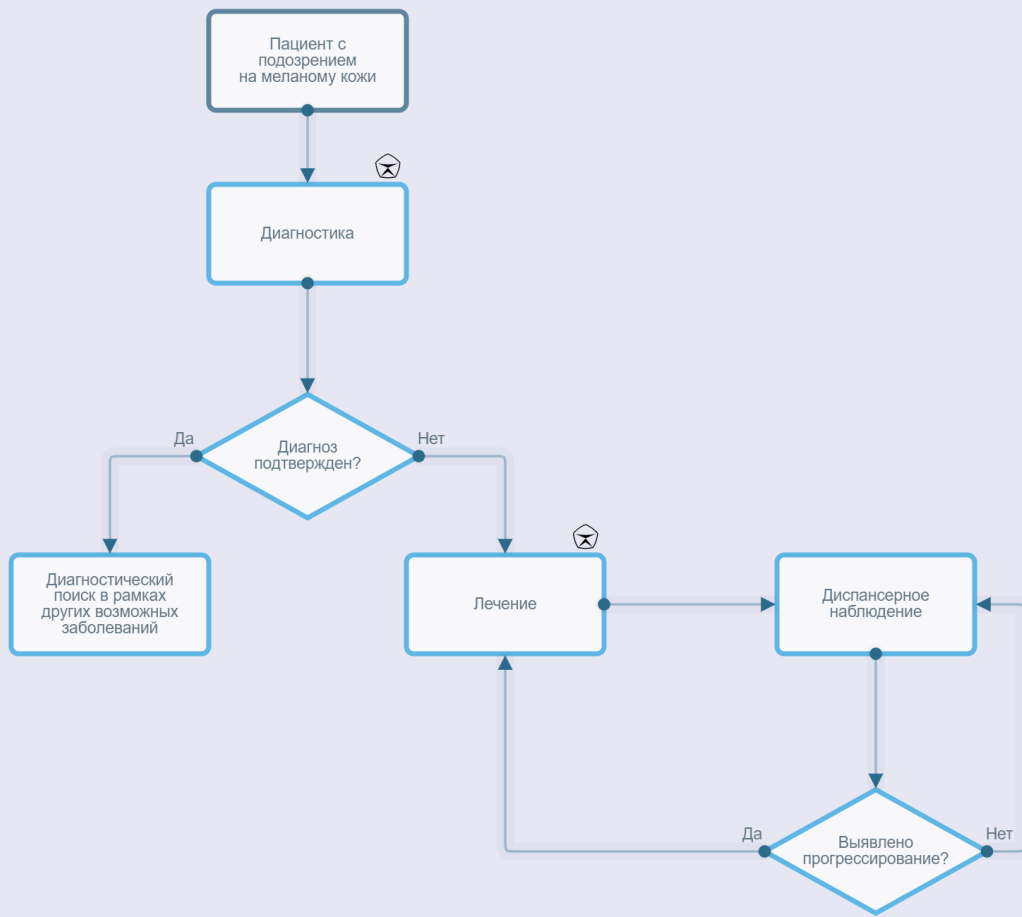 Пациент с
подозрением
на меланому кожи
Диагностика
Да
Нет
Диагноз
подтвержден?
Диагностический
поиск в рамках
других возможных
заболеваний
Лечение
Диспансерное
наблюдение
Да
Нет
Выявлено
прогрессирование?